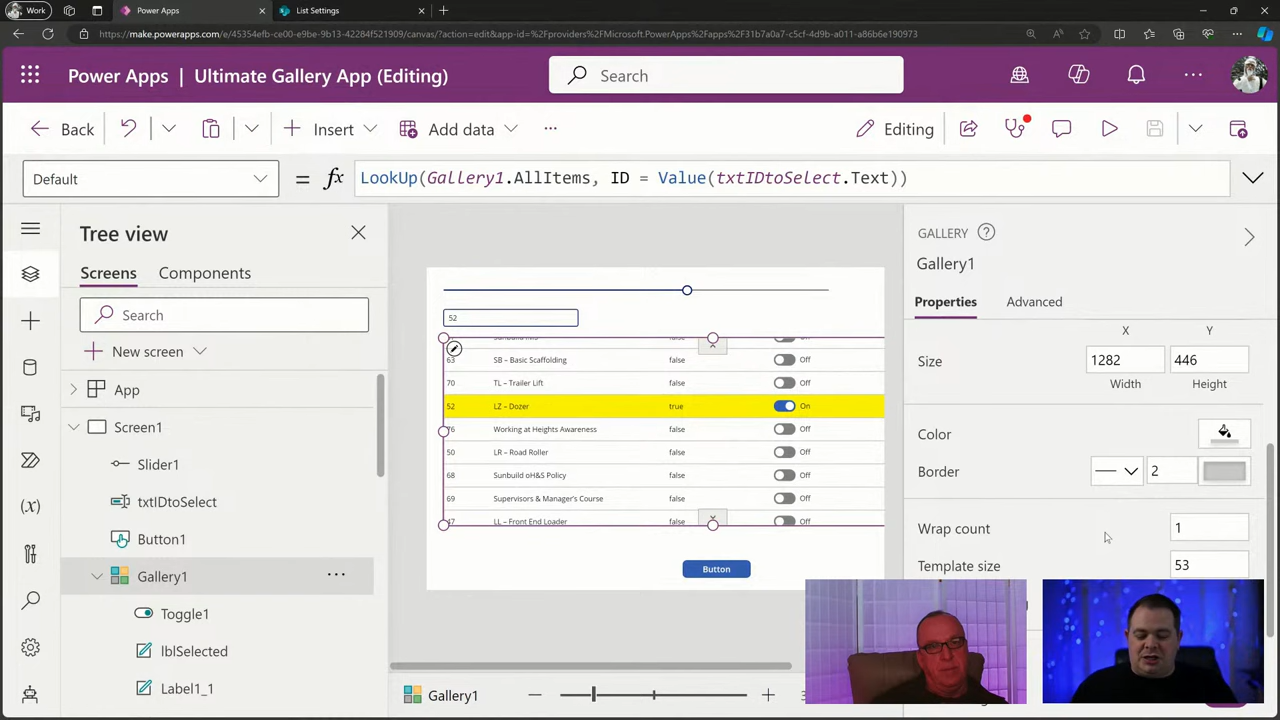 Work
Power Apps
List Settings
https://make.powerapps.com/e/45354efb-ce00-e9be-9b13-42284f521909/canvas/?action=edit&app-id=%2Fproviders%2FMicrosoft.PowerApps%2Fapps%2F31b7a0a7-c5cf-4d9b-a011-a86b6e190973
Power Apps | Ultimate Gallery App (Editing)
Search
Back
Insert
Add data
Editing
Default
= fx
LookUp(Gallery1.AllItems, ID = Value(txtIDtoSelect.Text))
Tree view
Screens
Components
Search
New screen
App
Screen1
Slider1
txtIDtoSelect
Button1
Gallery1
Toggle1
lblSelected
Label1_1
52
63 SB – Basic Scaffolding false Off
70 TL – Trailer Lift false Off
52 LZ – Dozer true On
76 Working at Heights Awareness false Off
50 LR – Road Roller false Off
68 Sunbuild oH&S Policy false Off
69 Supervisors & Manager's Course false Off
47 LL – Front End Loader false Off
Button
Gallery1
GALLERY
Gallery1
Properties
Advanced
X Y
Size 1282 446
Width Height
Color
Border 2
Wrap count 1
Template size 53